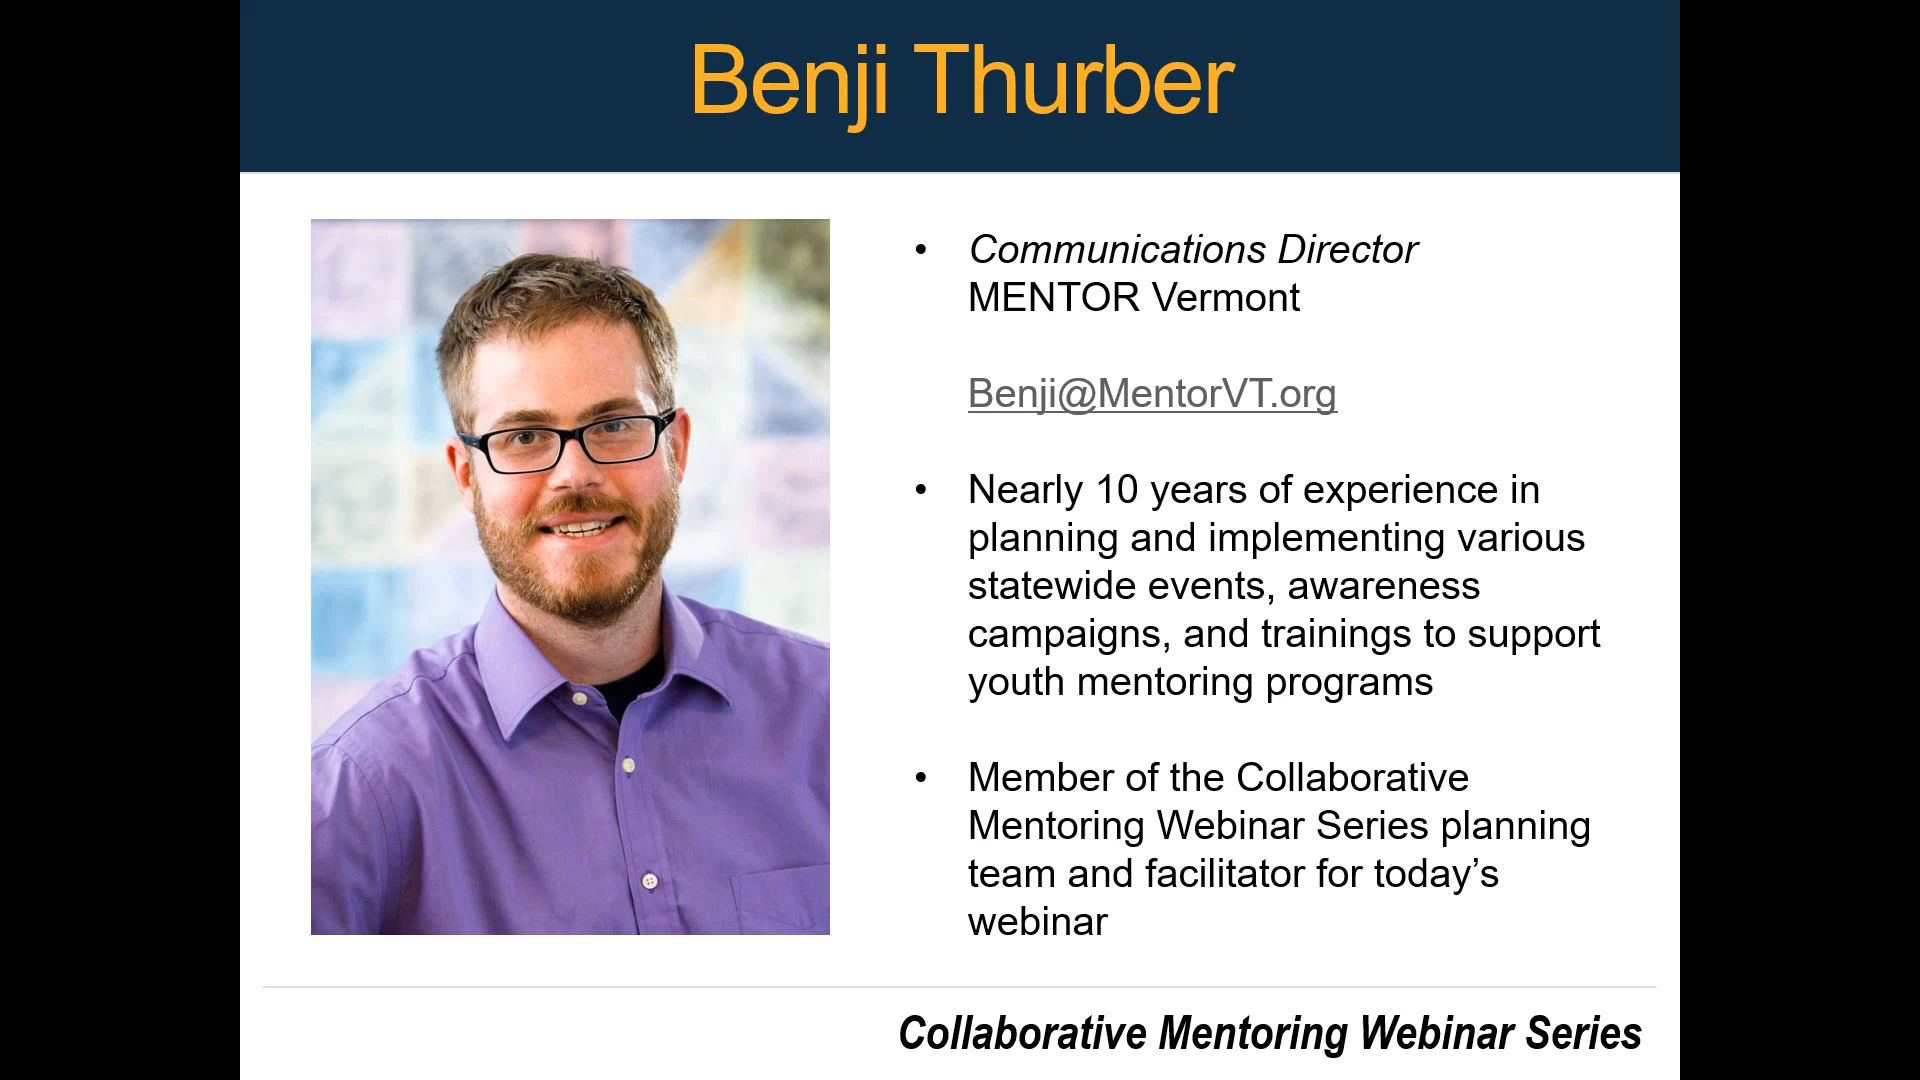 Benji Thurber
• Communications Director
MENTOR Vermont
Benji@MentorVT.org
• Nearly 10 years of experience in
planning and implementing various
statewide events, awareness
campaigns, and trainings to support
youth mentoring programs
• Member of the Collaborative
Mentoring Webinar Series planning
team and facilitator for today’s
webinar
Collaborative Mentoring Webinar Series